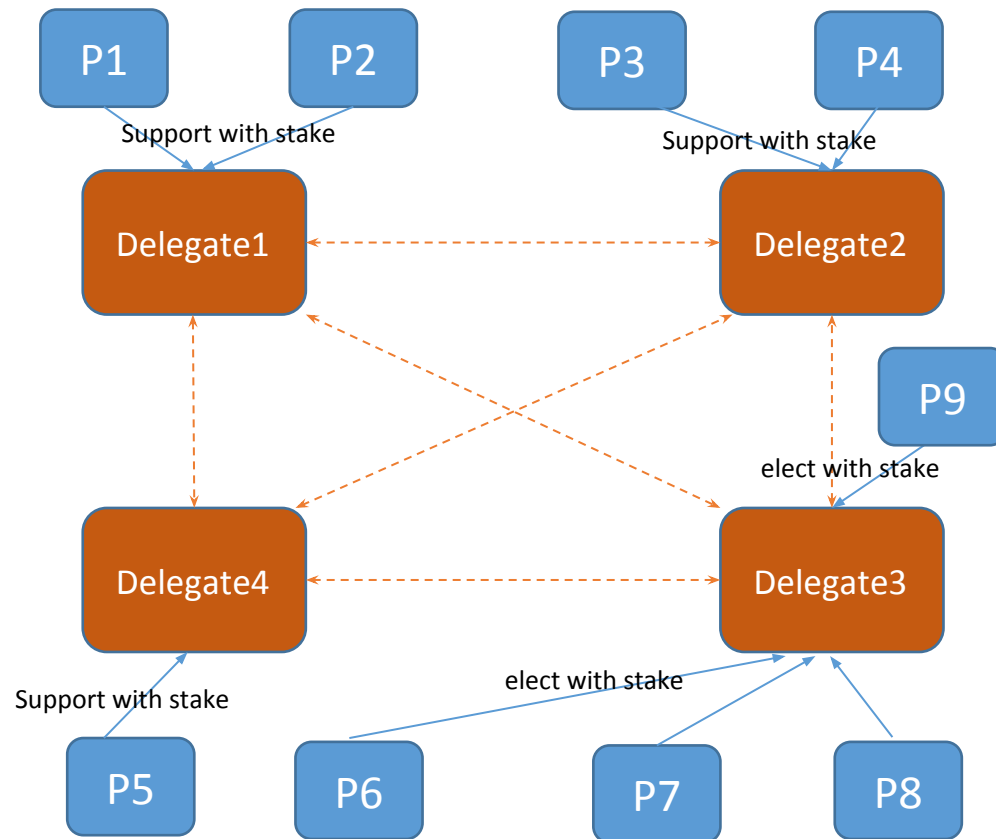 P1
P2
P3
P4
Support with stake
Support with stake
Delegate1
Delegate2
P9
elect with stake
Delegate4
Delegate3
elect with stake
Support with stake
P5
P6
P7
P8